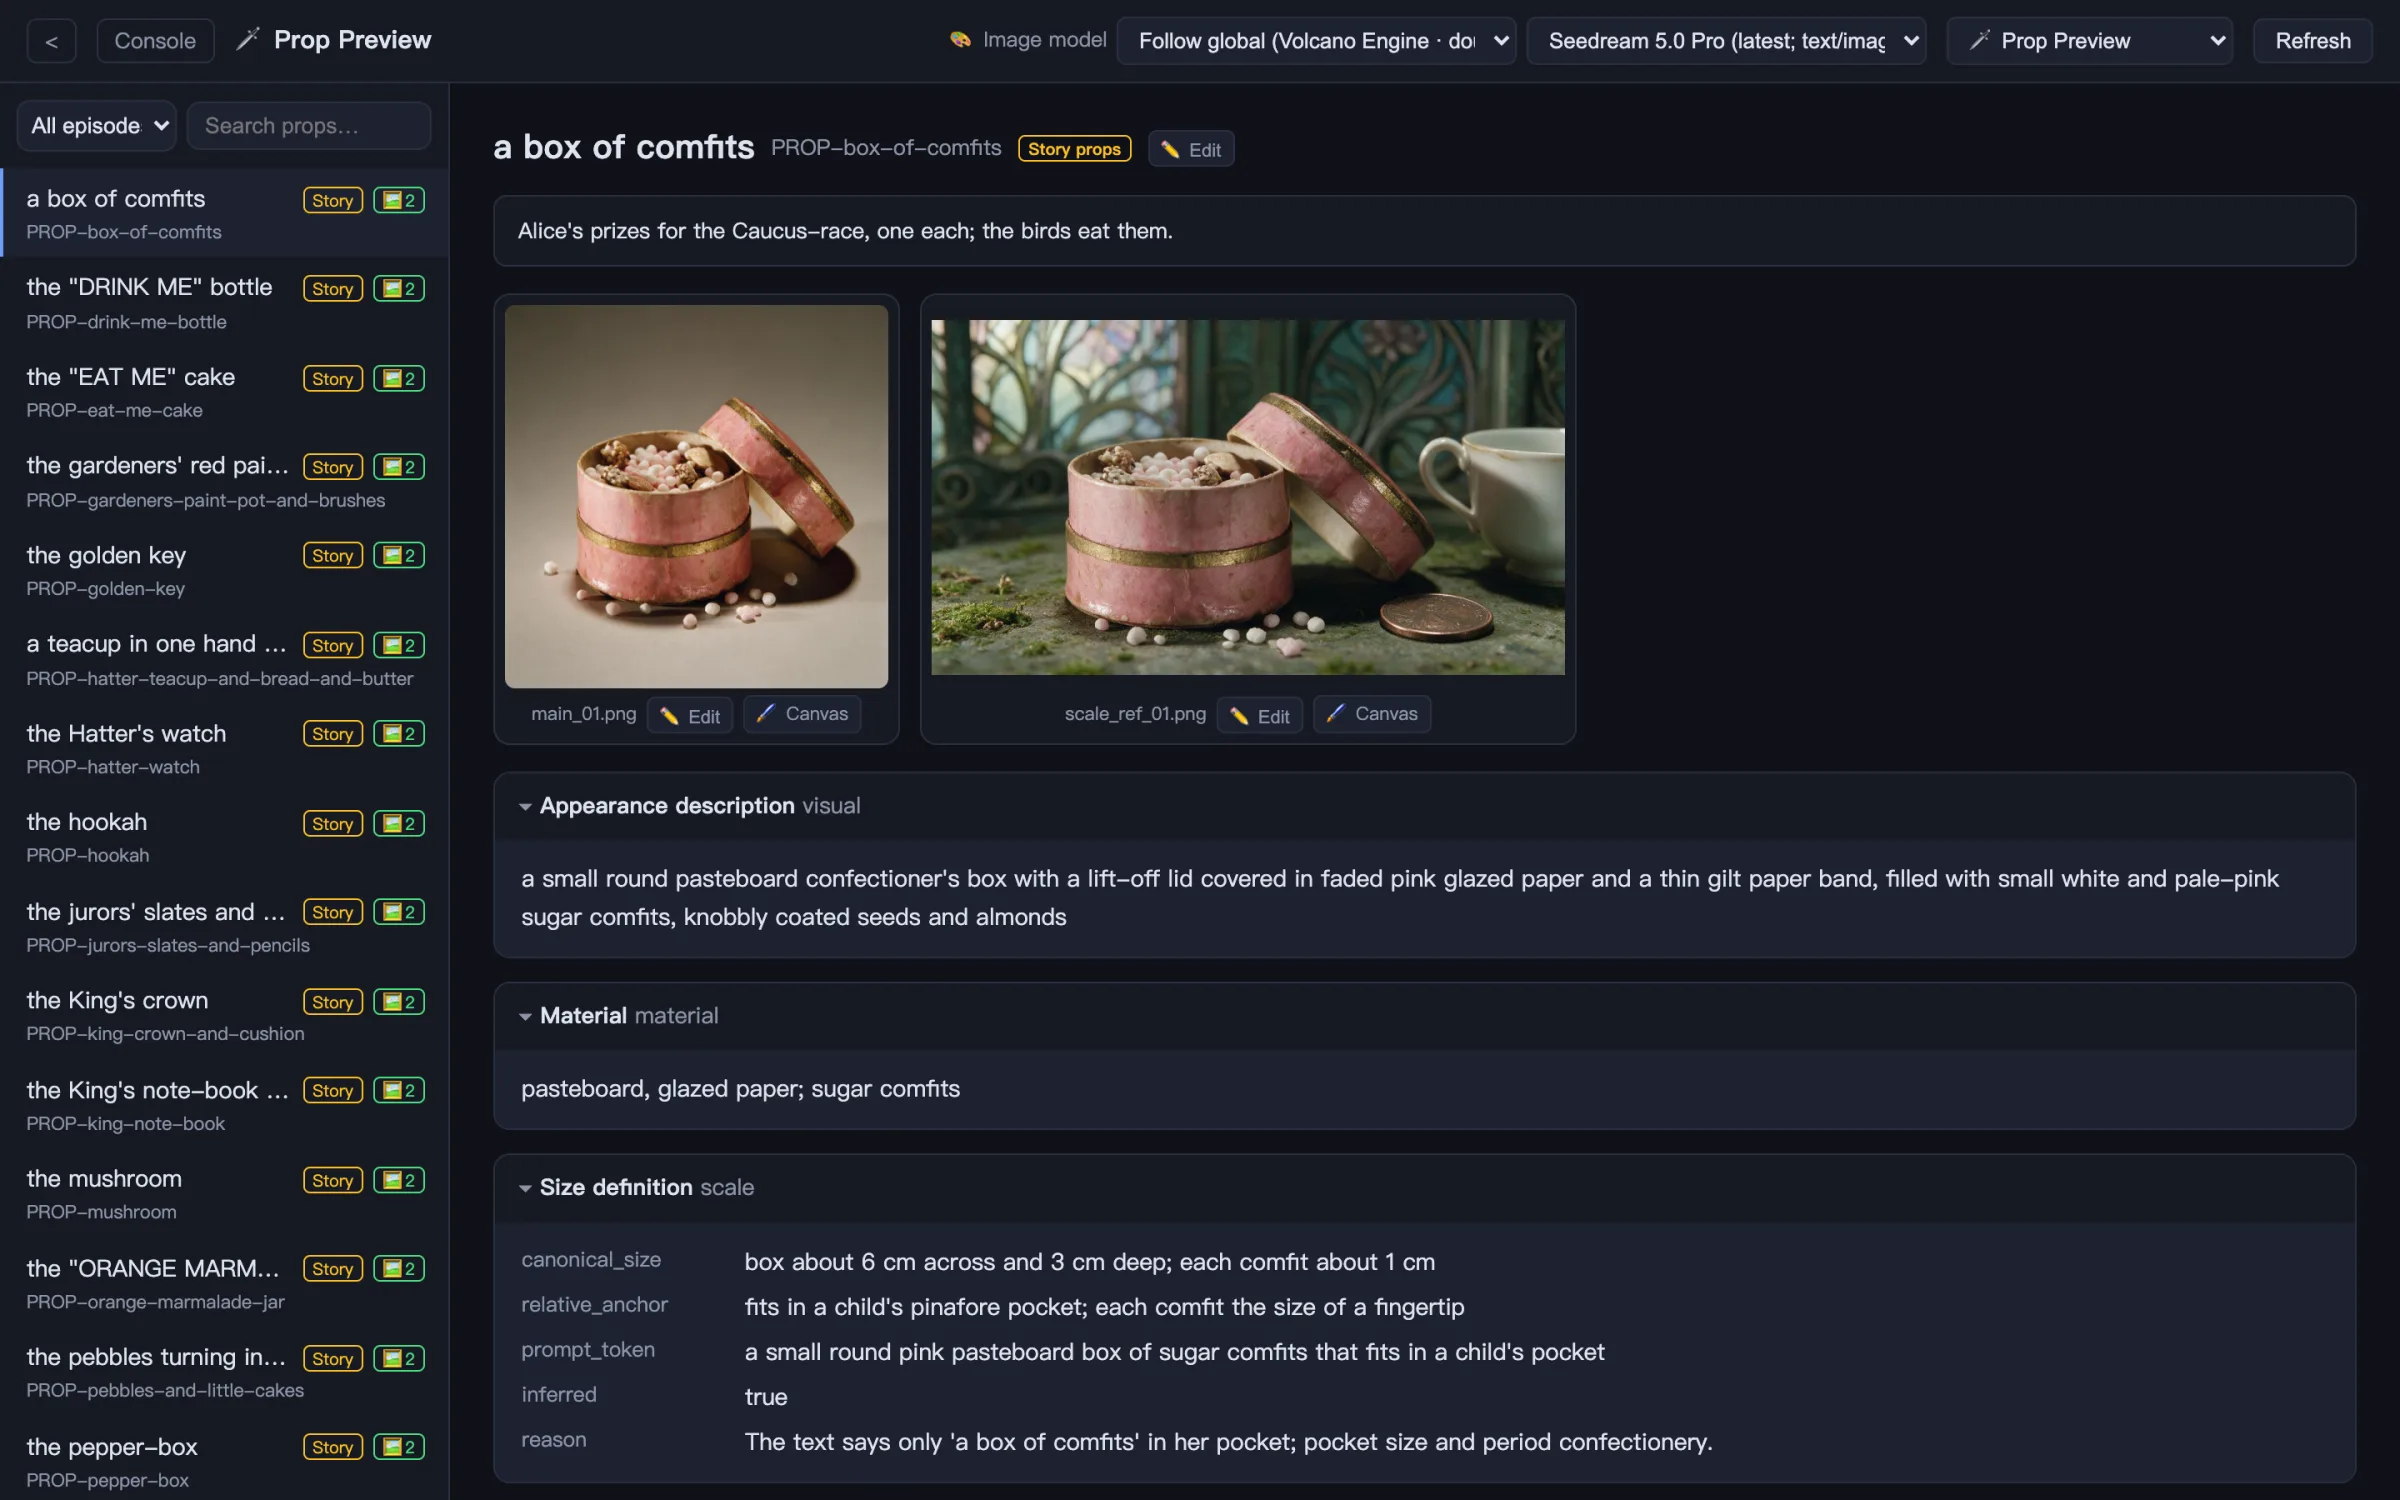 <
Console
Prop Preview
Image model
Follow global (Volcano Engine · dou
Seedream 5.0 Pro (latest; text/imag
Prop Preview
Refresh
All episode
Search props...
a box of comfits
Story
2
PROP-box-of-comfits
the "DRINK ME" bottle
Story
2
PROP-drink-me-bottle
the "EAT ME" cake
Story
2
PROP-eat-me-cake
the gardeners' red pai...
Story
2
PROP-gardeners-paint-pot-and-brushes
the golden key
Story
2
PROP-golden-key
a teacup in one hand ...
Story
2
PROP-hatter-teacup-and-bread-and-butter
the Hatter's watch
Story
2
PROP-hatter-watch
the hookah
Story
2
PROP-hookah
the jurors' slates and ...
Story
2
PROP-jurors-slates-and-pencils
the King's crown
Story
2
PROP-king-crown-and-cushion
the King's note-book ...
Story
2
PROP-king-note-book
the mushroom
Story
2
PROP-mushroom
the "ORANGE MARM...
Story
2
PROP-orange-marmalade-jar
the pebbles turning in...
Story
2
PROP-pebbles-and-little-cakes
the pepper-box
Story
2
PROP-pepper-box
a box of comfits
PROP-box-of-comfits
Story props
Edit
Alice's prizes for the Caucus-race, one each; the birds eat them.
main_01.png
Edit
Canvas
scale_ref_01.png
Edit
Canvas
Appearance description visual
a small round pasteboard confectioner's box with a lift-off lid covered in faded pink glazed paper and a thin gilt paper band, filled with small white and pale-pink
sugar comfits, knobbly coated seeds and almonds
Material material
pasteboard, glazed paper; sugar comfits
Size definition scale
canonical_size
box about 6 cm across and 3 cm deep; each comfit about 1 cm
relative_anchor
fits in a child's pinafore pocket; each comfit the size of a fingertip
prompt_token
a small round pink pasteboard box of sugar comfits that fits in a child's pocket
inferred
true
reason
The text says only 'a box of comfits' in her pocket; pocket size and period confectionery.